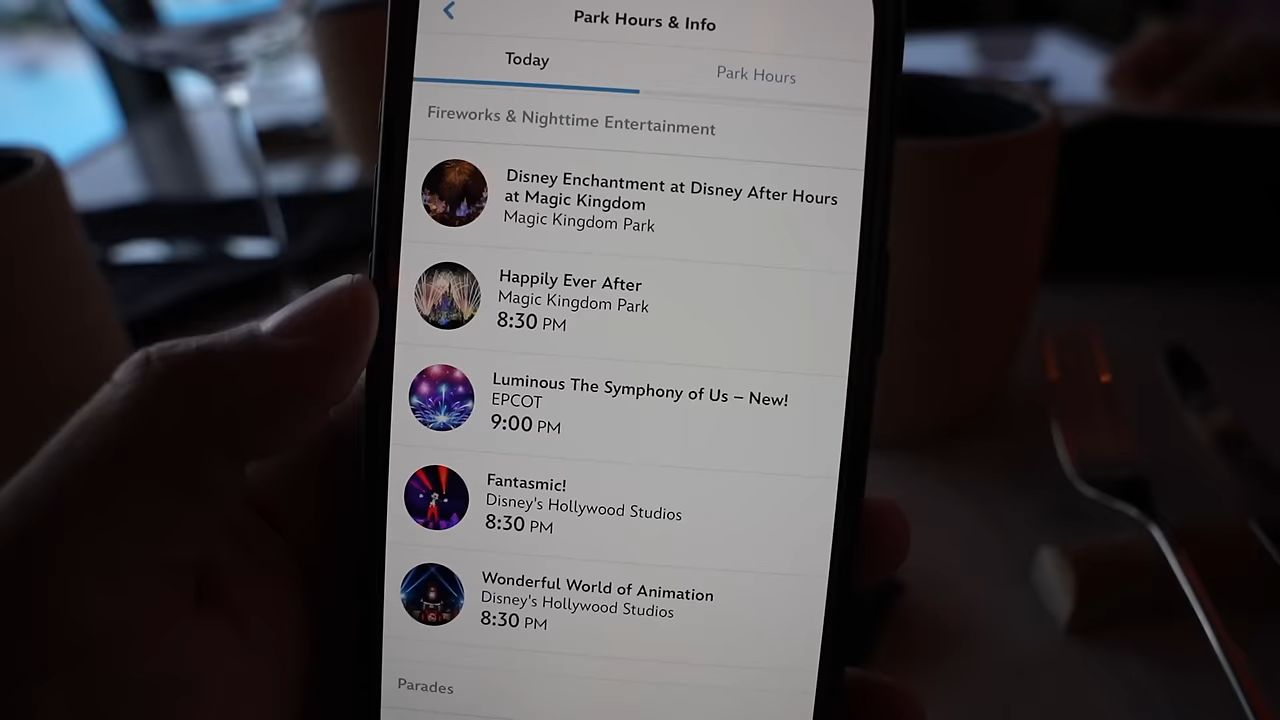 Park Hours & Info
Today
Park Hours
Fireworks & Nighttime Entertainment
Disney Enchantment at Disney After Hours
at Magic Kingdom
Magic Kingdom Park
Happily Ever After
Magic Kingdom Park
8:30 PM
Luminous The Symphony of Us – New!
EPCOT
9:00 PM
Fantasmic!
Disney's Hollywood Studios
8:30 PM
Wonderful World of Animation
Disney's Hollywood Studios
8:30 PM
Parades